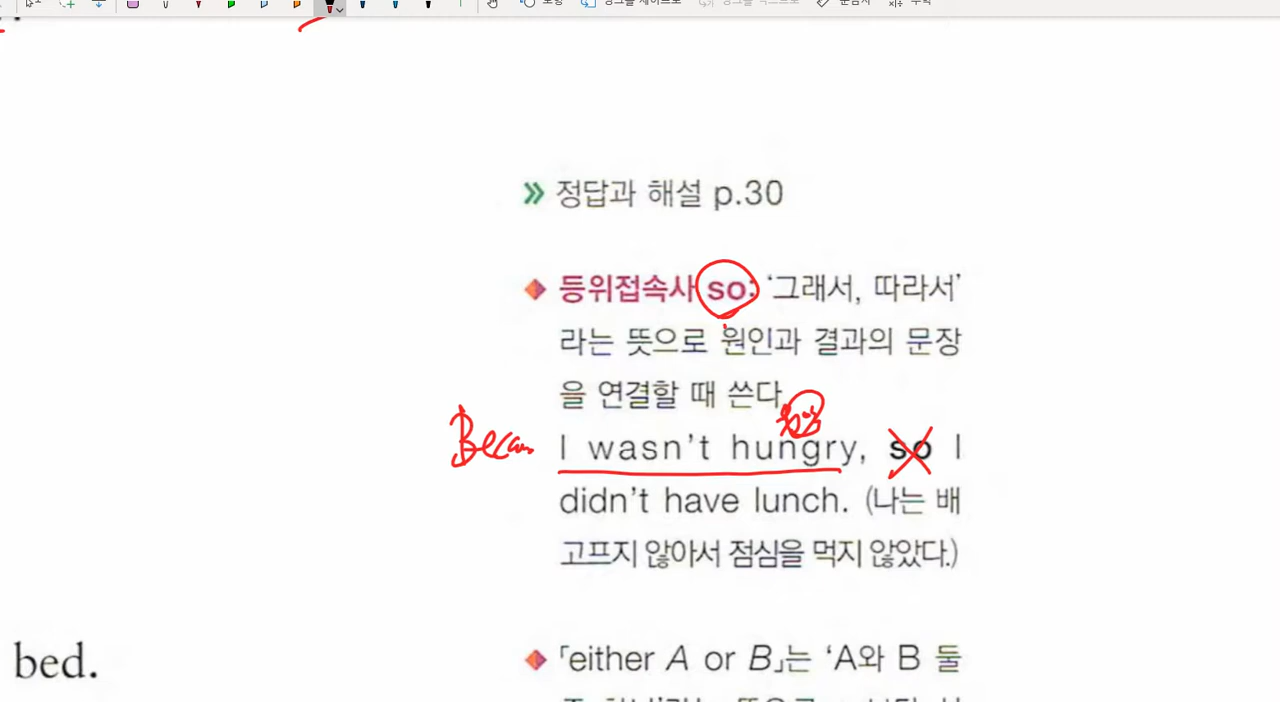 » 정답과 해설 p.30
◆ 등위접속사 so: ‘그래서, 따라서’
라는 뜻으로 원인과 결과의 문장
을 연결할 때 쓴다.
I wasn't hungry, so I
didn't have lunch. (나는 배
고프지 않아서 점심을 먹지 않았다.)
bed.
◆ 「either A or B」는 ‘A와 B 둘